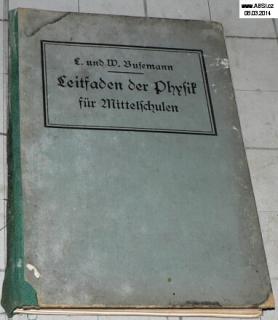 www.ABSI.cz
08.03.2014
L. und W. Busemann
Leitfaden der Physik
für Mittelschulen